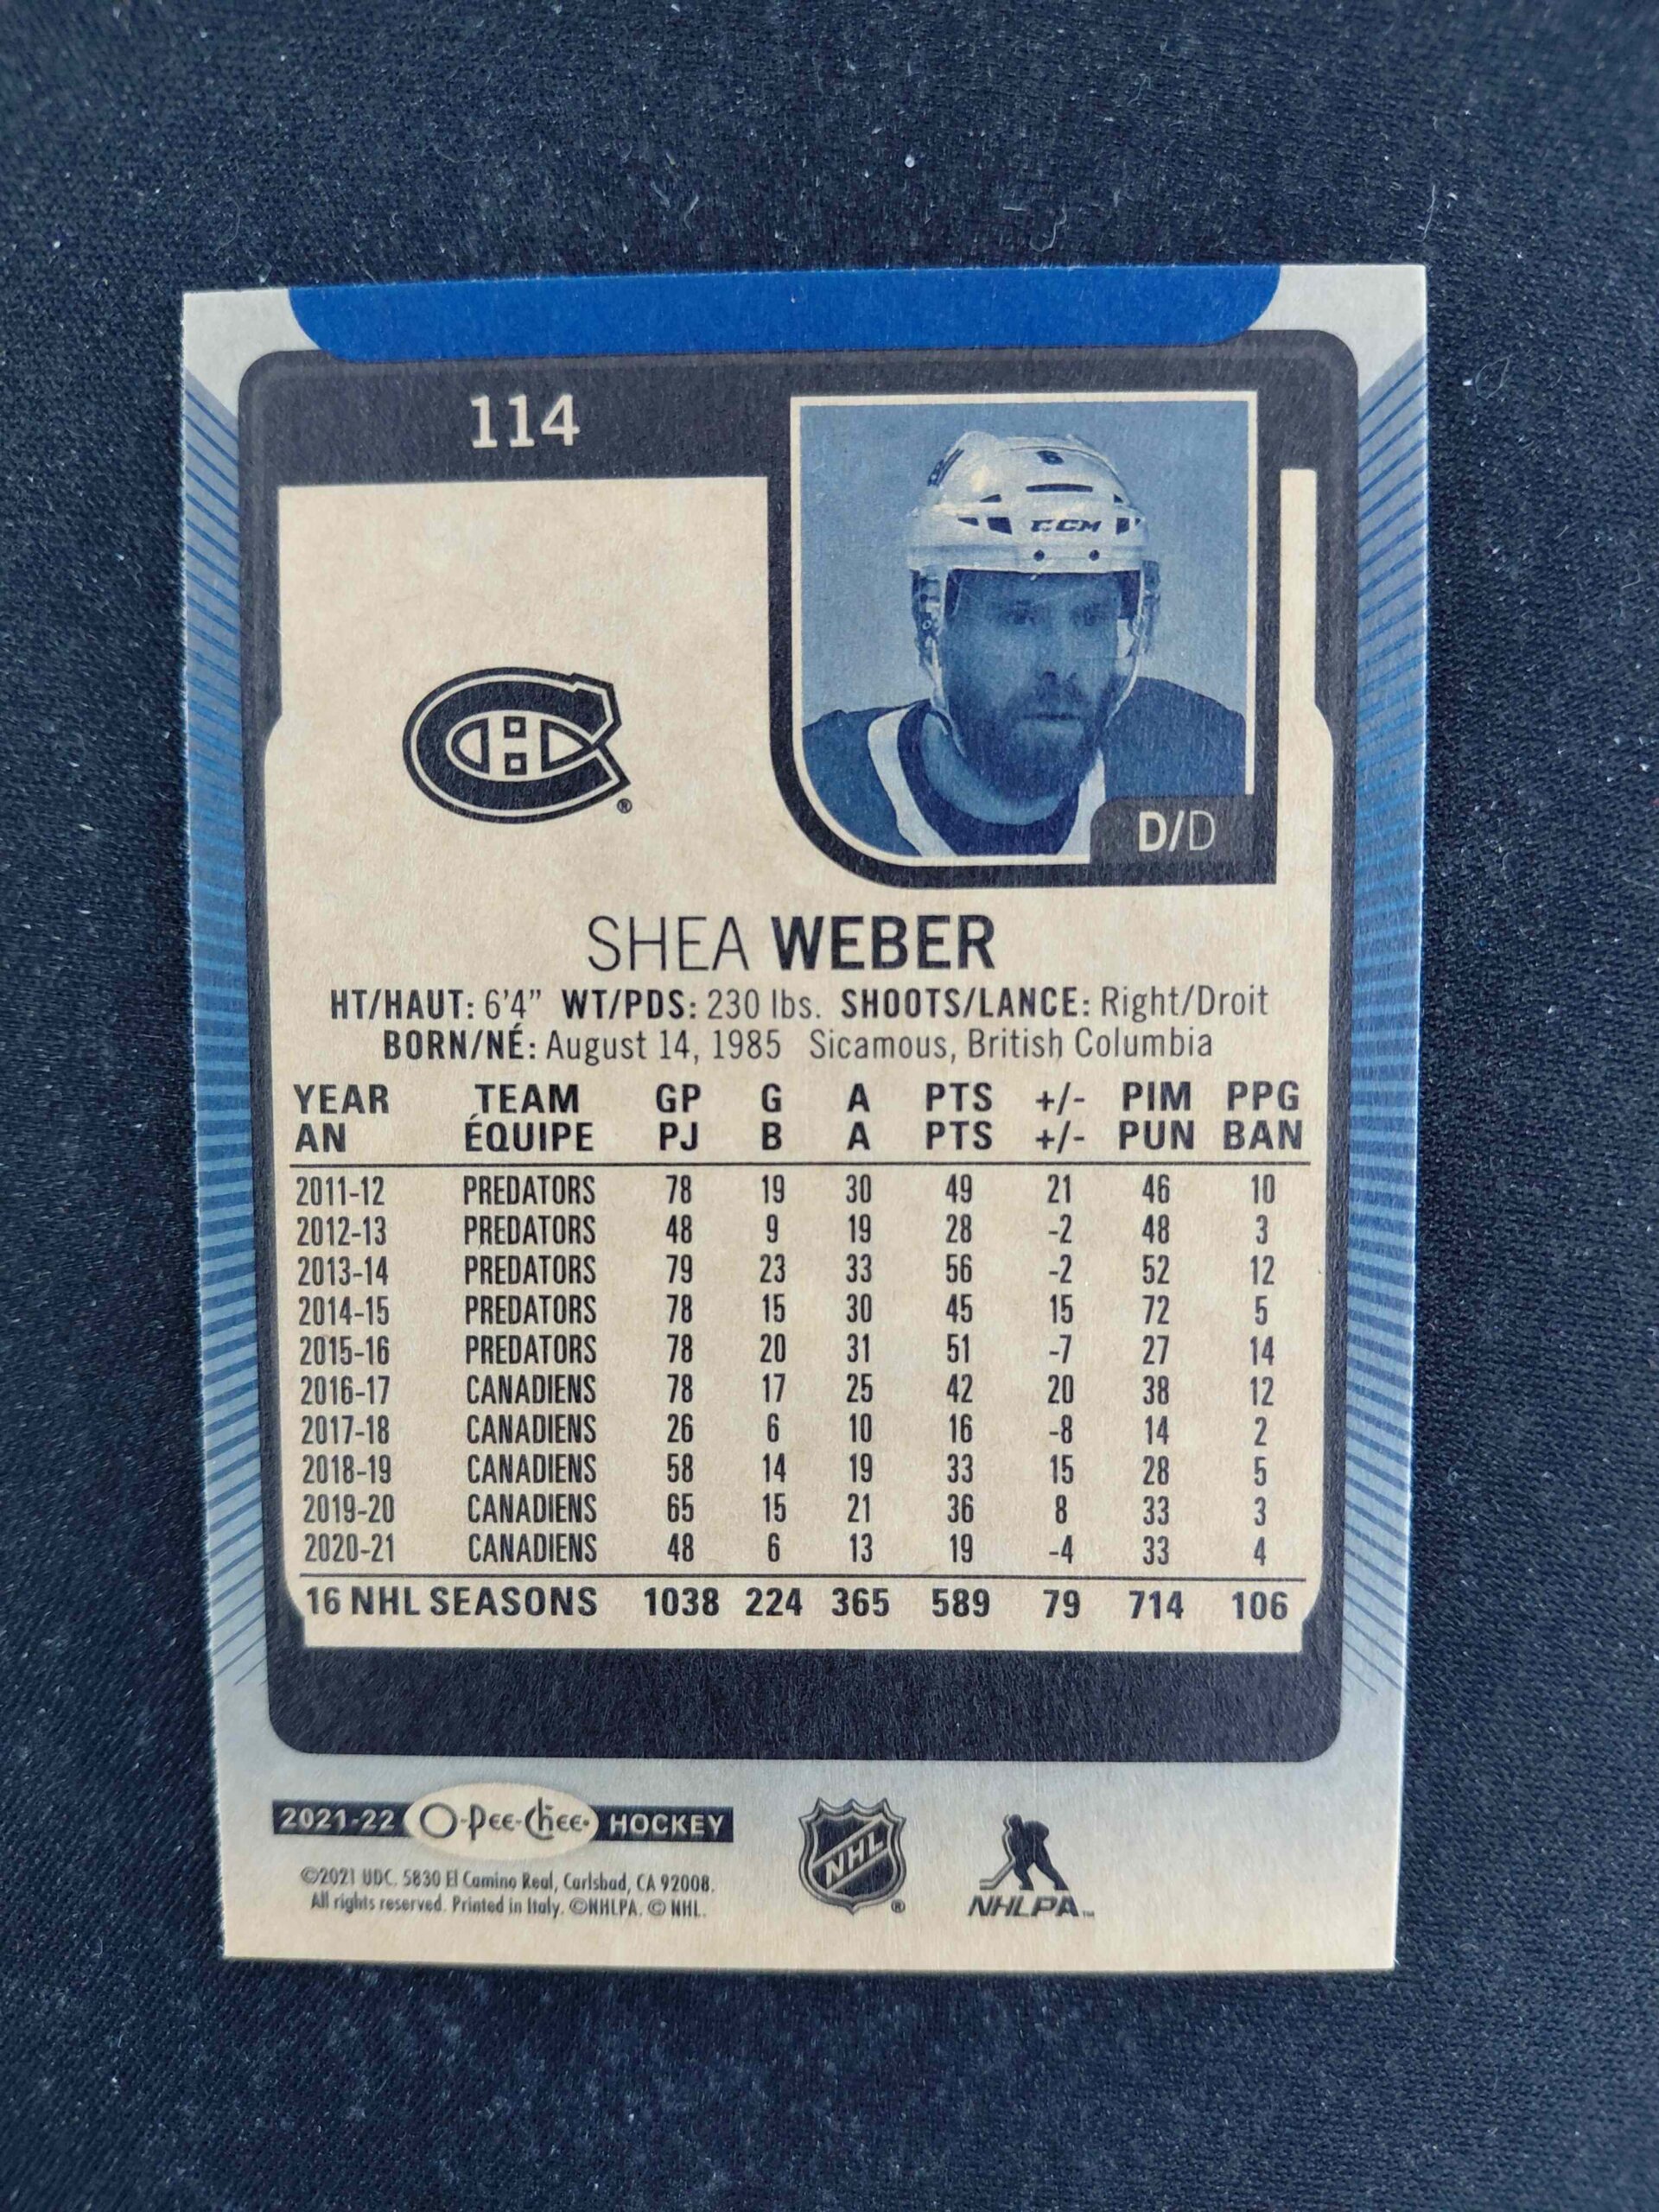 114
6
CCM
D/D
SHEA WEBER
HT/HAUT: 6'4" WT/PDS: 230 lbs. SHOOTS/LANCE: Right/Droit
BORN/NÉ: August 14, 1985 Sicamous, British Columbia
YEAR TEAM GP G A PTS +/- PIM PPG
AN ÉQUIPE PJ B A PTS +/- PUN BAN
2011-12 PREDATORS 78 19 30 49 21 46 10
2012-13 PREDATORS 48 9 19 28 -2 48 3
2013-14 PREDATORS 79 23 33 56 -2 52 12
2014-15 PREDATORS 78 15 30 45 15 72 5
2015-16 PREDATORS 78 20 31 51 -7 27 14
2016-17 CANADIENS 78 17 25 42 20 38 12
2017-18 CANADIENS 26 6 10 16 -8 14 2
2018-19 CANADIENS 58 14 19 33 15 28 5
2019-20 CANADIENS 65 15 21 36 8 33 3
2020-21 CANADIENS 48 6 13 19 -4 33 4
16 NHL SEASONS 1038 224 365 589 79 714 106
2021-22 O-Pee-Chee HOCKEY
©2021 UDC. 5830 El Camino Real, Carlsbad, CA 92008.
All rights reserved. Printed in Italy. ©NHLPA. © NHL.
NHL ®
NHLPA™